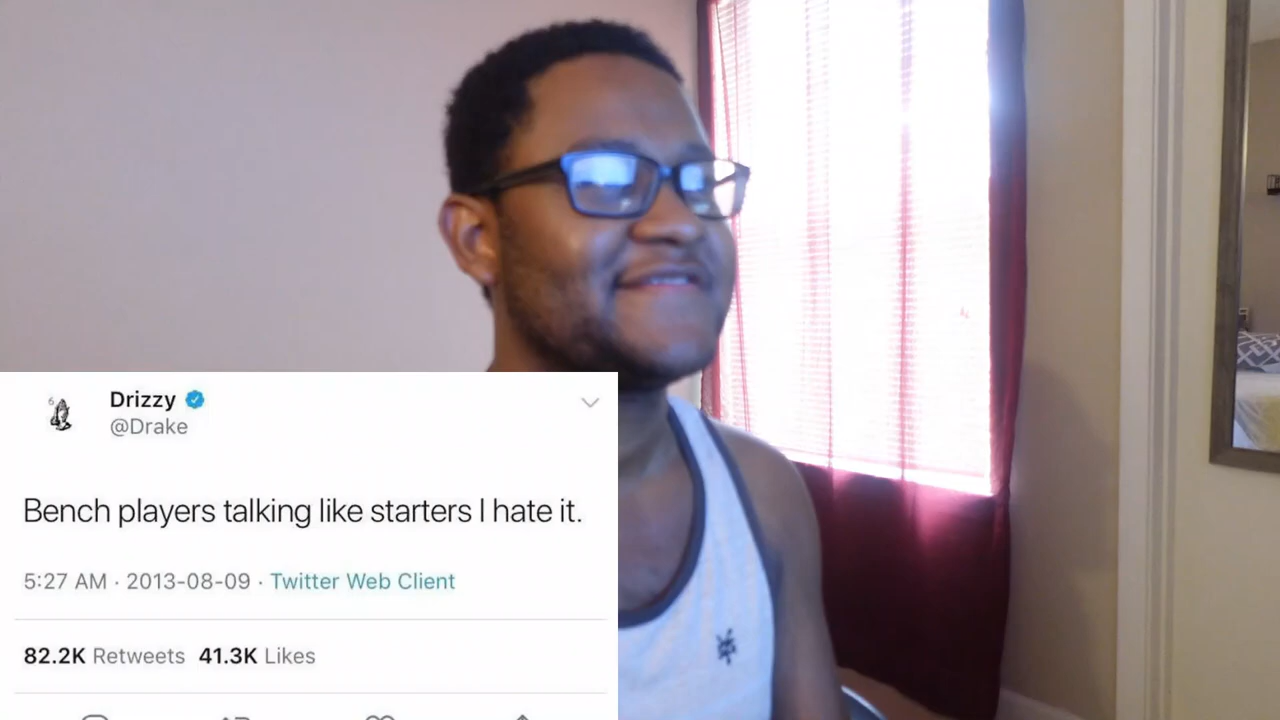 Drizzy
@Drake
Bench players talking like starters I hate it.
5:27 AM · 2013-08-09 · Twitter Web Client
82.2K Retweets 41.3K Likes